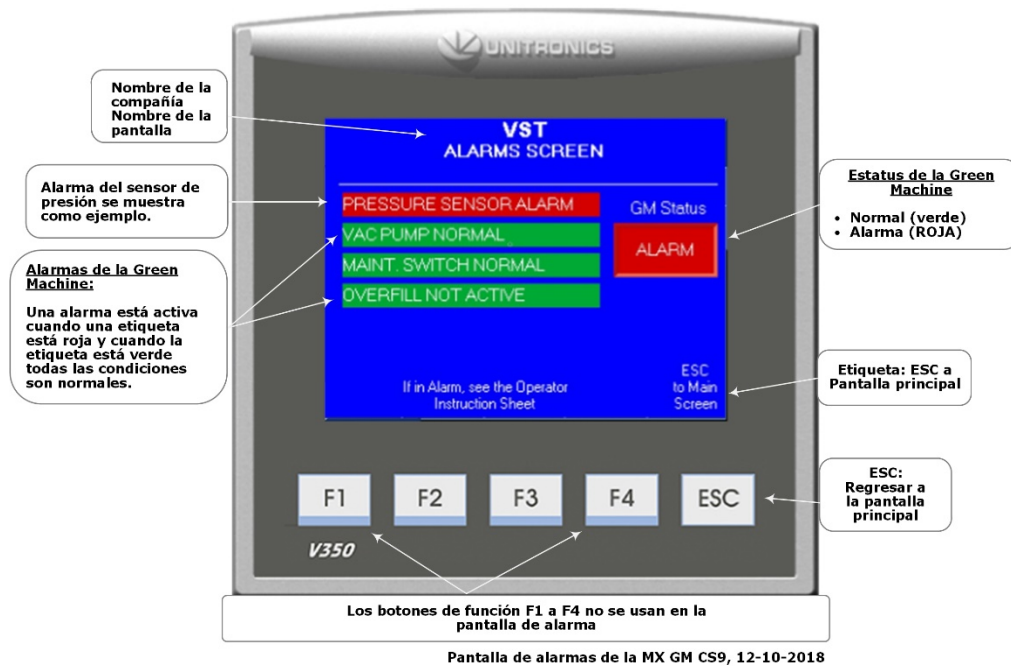 UNITRONICS
Nombre de la
compañía
Nombre de la
pantalla
VST
ALARMS SCREEN
Alarma del sensor de
presión se muestra
como ejemplo.
PRESSURE SENSOR ALARM
VAC PUMP NORMAL
MAINT. SWITCH NORMAL
OVERFILL NOT ACTIVE
GM Status
ALARM
Estatus de la Green
Machine
• Normal (verde)
• Alarma (ROJA)
Alarmas de la Green
Machine:
Una alarma está activa
cuando una etiqueta
está roja y cuando la
etiqueta está verde
todas las condiciones
son normales.
If in Alarm, see the Operator
Instruction Sheet
ESC
to Main
Screen
Etiqueta: ESC a
Pantalla principal
F1
F2
F3
F4
ESC
ESC:
Regresar a
la pantalla
principal
V350
Los botones de función F1 a F4 no se usan en la
pantalla de alarma
Pantalla de alarmas de la MX GM CS9, 12-10-2018